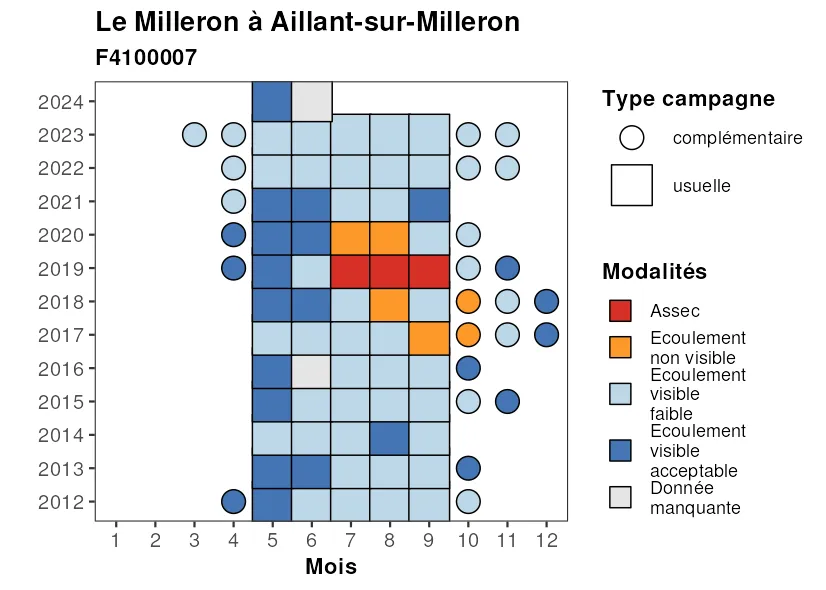 Le Milleron à Aillant-sur-Milleron
F4100007
2024
2023
2022
2021
2020
2019
2018
2017
2016
2015
2014
2013
2012
1 2 3 4 5 6 7 8 9 10 11 12
Mois
Type campagne
complémentaire
usuelle
Modalités
Assec
Ecoulement
non visible
Ecoulement
visible
faible
Ecoulement
visible
acceptable
Donnée
manquante